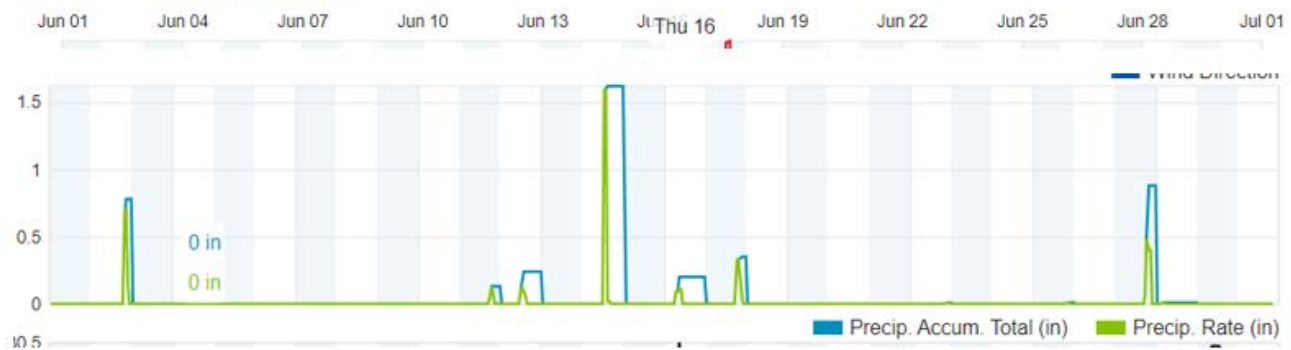 Jun 01 Jun 04 Jun 07 Jun 10 Jun 13 Thu 16 Jun 19 Jun 22 Jun 25 Jun 28 Jul 01
Wind Direction
1.5
1
0.5
0 in
0 in
0
Precip. Accum. Total (in) Precip. Rate (in)